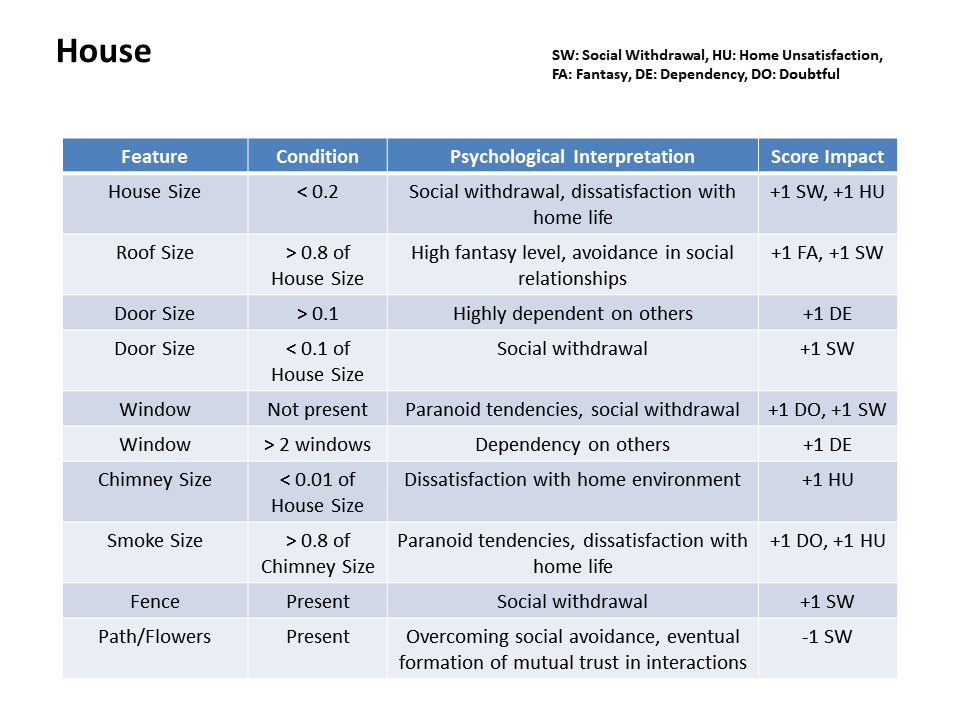 House
SW: Social Withdrawal, HU: Home Unsatisfaction,
FA: Fantasy, DE: Dependency, DO: Doubtful
Feature Condition Psychological Interpretation Score Impact
House Size < 0.2 Social withdrawal, dissatisfaction with +1 SW, +1 HU
home life
Roof Size > 0.8 of High fantasy level, avoidance in social +1 FA, +1 SW
House Size relationships
Door Size > 0.1 Highly dependent on others +1 DE
Door Size < 0.1 of Social withdrawal +1 SW
House Size
Window Not present Paranoid tendencies, social withdrawal +1 DO, +1 SW
Window > 2 windows Dependency on others +1 DE
Chimney Size < 0.01 of Dissatisfaction with home environment +1 HU
House Size
Smoke Size > 0.8 of Paranoid tendencies, dissatisfaction with +1 DO, +1 HU
Chimney Size home life
Fence Present Social withdrawal +1 SW
Path/Flowers Present Overcoming social avoidance, eventual -1 SW
formation of mutual trust in interactions